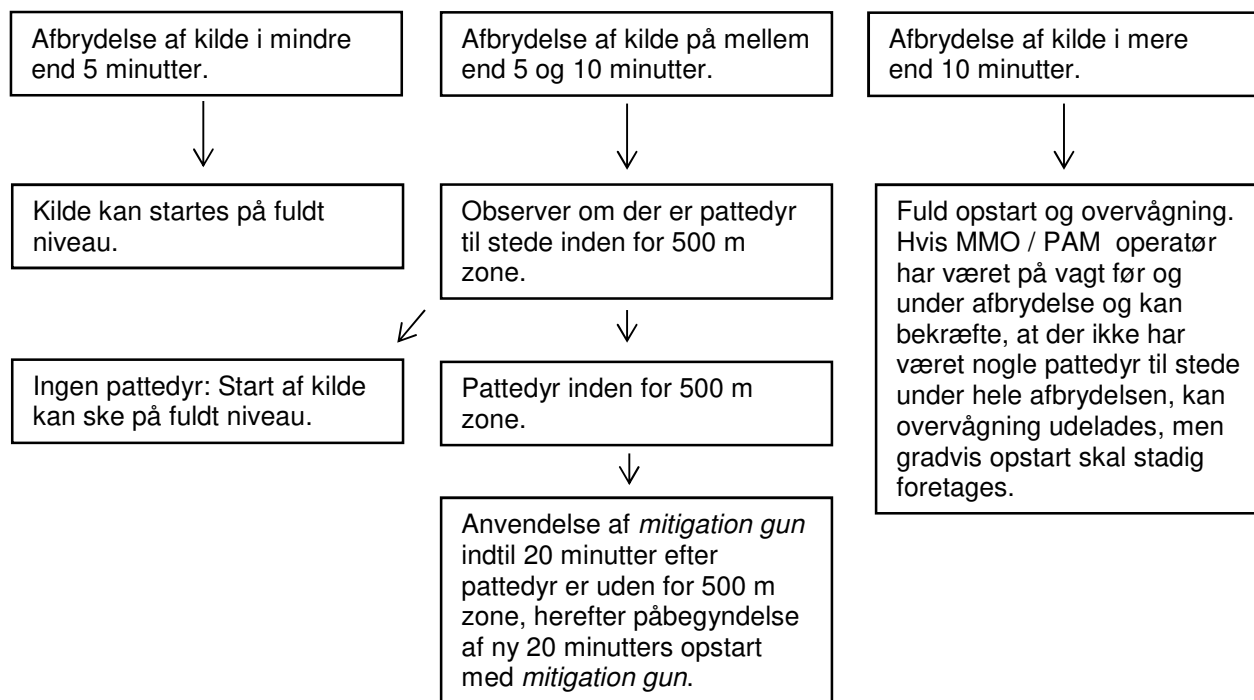 Afbrydelse af kilde i mindre
end 5 minutter.
Afbrydelse af kilde på mellem
end 5 og 10 minutter.
Afbrydelse af kilde i mere
end 10 minutter.
Kilde kan startes på fuldt
niveau.
Observer om der er pattedyr
til stede inden for 500 m
zone.
Fuld opstart og overvågning.
Hvis MMO / PAM operatør
har været på vagt før og
under afbrydelse og kan
bekræfte, at der ikke har
været nogle pattedyr til stede
under hele afbrydelsen, kan
overvågning udelades, men
gradvis opstart skal stadig
foretages.
Ingen pattedyr: Start af kilde
kan ske på fuldt niveau.
Pattedyr inden for 500 m
zone.
Anvendelse af mitigation gun
indtil 20 minutter efter
pattedyr er uden for 500 m
zone, herefter påbegyndelse
af ny 20 minutters opstart
med mitigation gun.